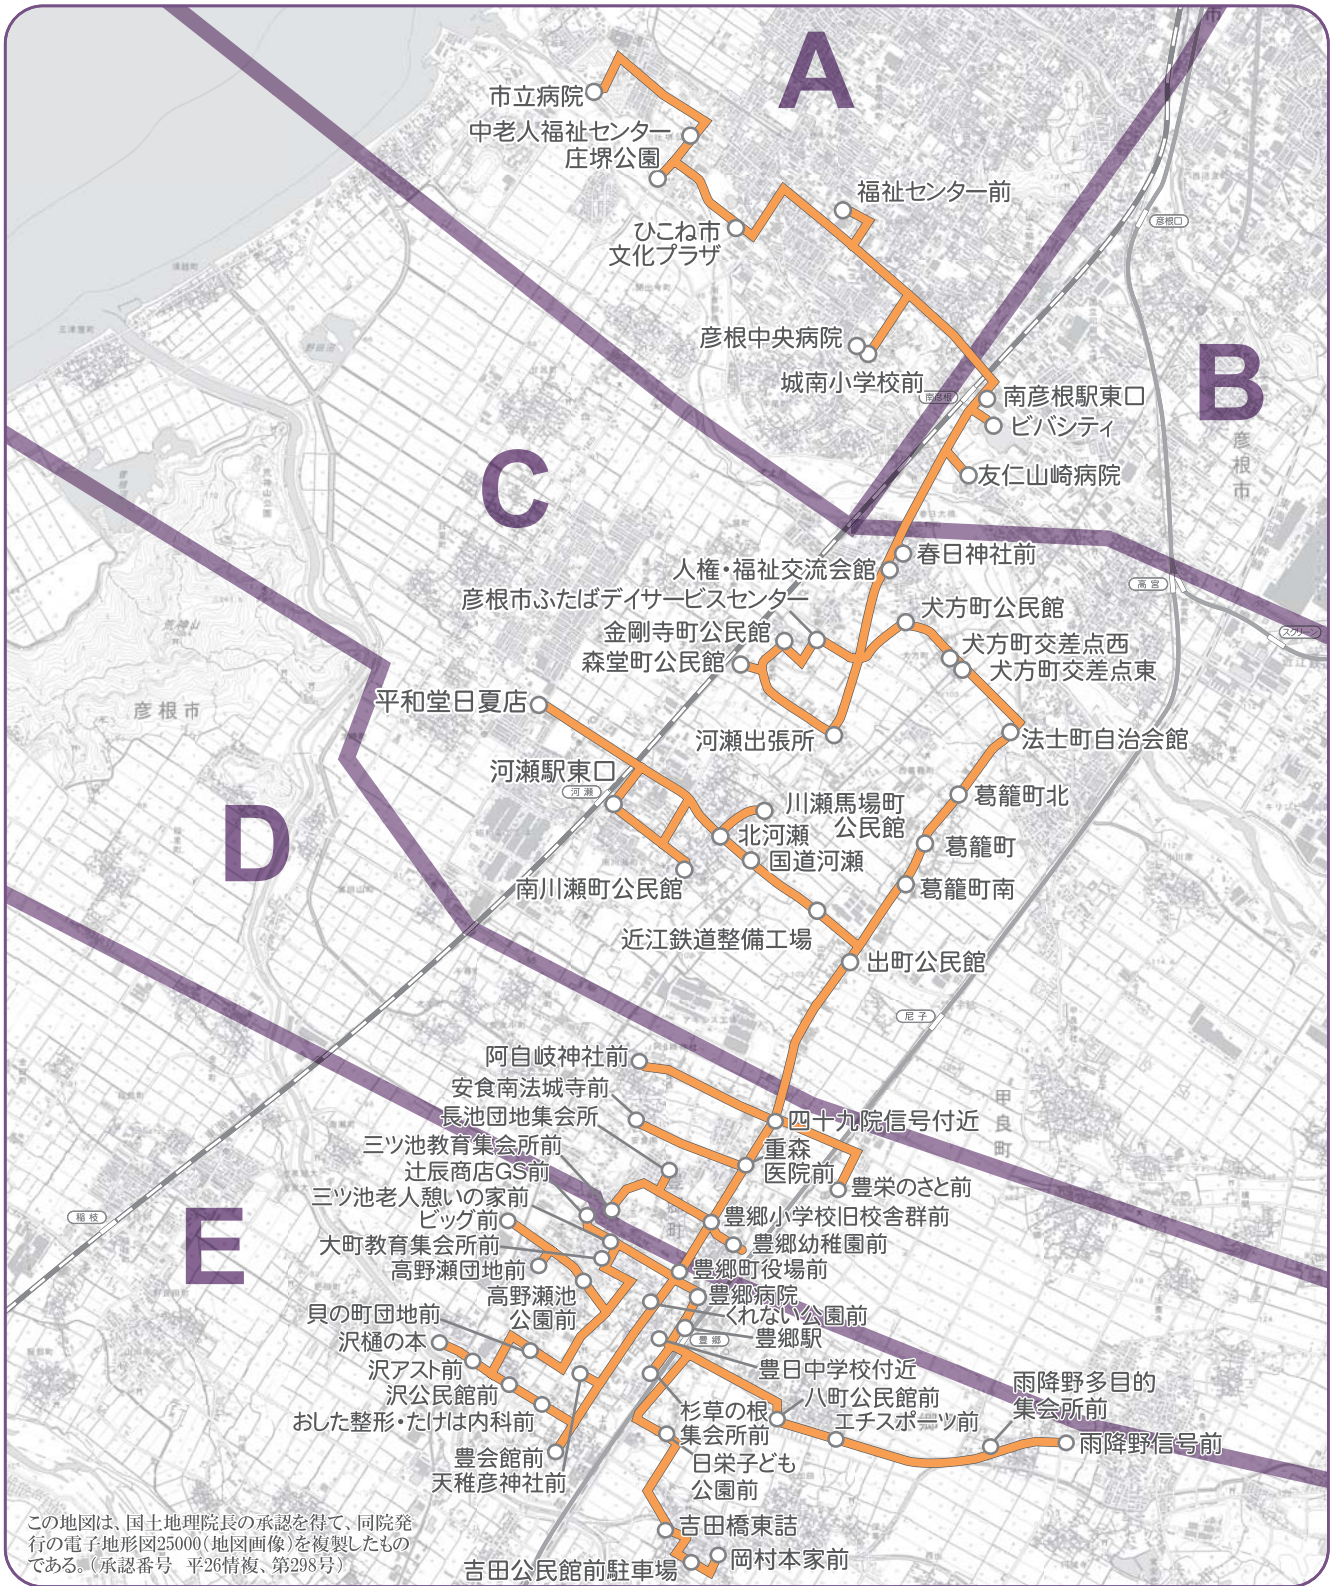 A
市立病院
中老人福祉センター
庄堺公園
福祉センター前
ひこね市
文化プラザ
彦根口
彦根中央病院
城南小学校前
南彦根
南彦根駅東口
ビバシティ
B
彦根市
友仁山崎病院
C
春日神社前
人権・福祉交流会館
高宮
彦根市ふたばデイサービスセンター
犬方町公民館
金剛寺町公民館
スクリーン
犬方町交差点西
森堂町公民館
犬方町交差点東
荒神山
平和堂日夏店
彦根市
河瀬出張所
法士町自治会館
河瀬駅東口
河瀬
葛籠町北
川瀬馬場町
公民館
D
北河瀬
葛籠町
国道河瀬
南川瀬町公民館
葛籠町南
近江鉄道整備工場
出町公民館
尼子
阿自岐神社前
安食南法城寺前
甲良町
長池団地集会所
四十九院信号付近
三ツ池教育集会所前
重森
医院前
辻辰商店GS前
豊栄のさと前
三ツ池老人憩いの家前
稲枝
ビッグ前
豊郷小学校旧校舎群前
E
大町教育集会所前
豊郷幼稚園前
高野瀬団地前
豊郷町役場前
高野瀬池
公園前
豊郷病院
貝の町団地前
くれない公園前
沢樋の本
豊郷
豊郷駅
沢アスト前
豊日中学校付近
沢公民館前
八町公民館前
雨降野多目的
集会所前
おした整形・たけは内科前
杉草の根
集会所前
エチスポーツ前
豊会館前
雨降野信号前
天稚彦神社前
日栄子ども
公園前
吉田橋東詰
吉田公民館前駐車場
岡村本家前
この地図は、国土地理院長の承認を得て、同院発
行の電子地形図25000（地図画像）を複製したもの
である。（承認番号　平26情複、第298号）